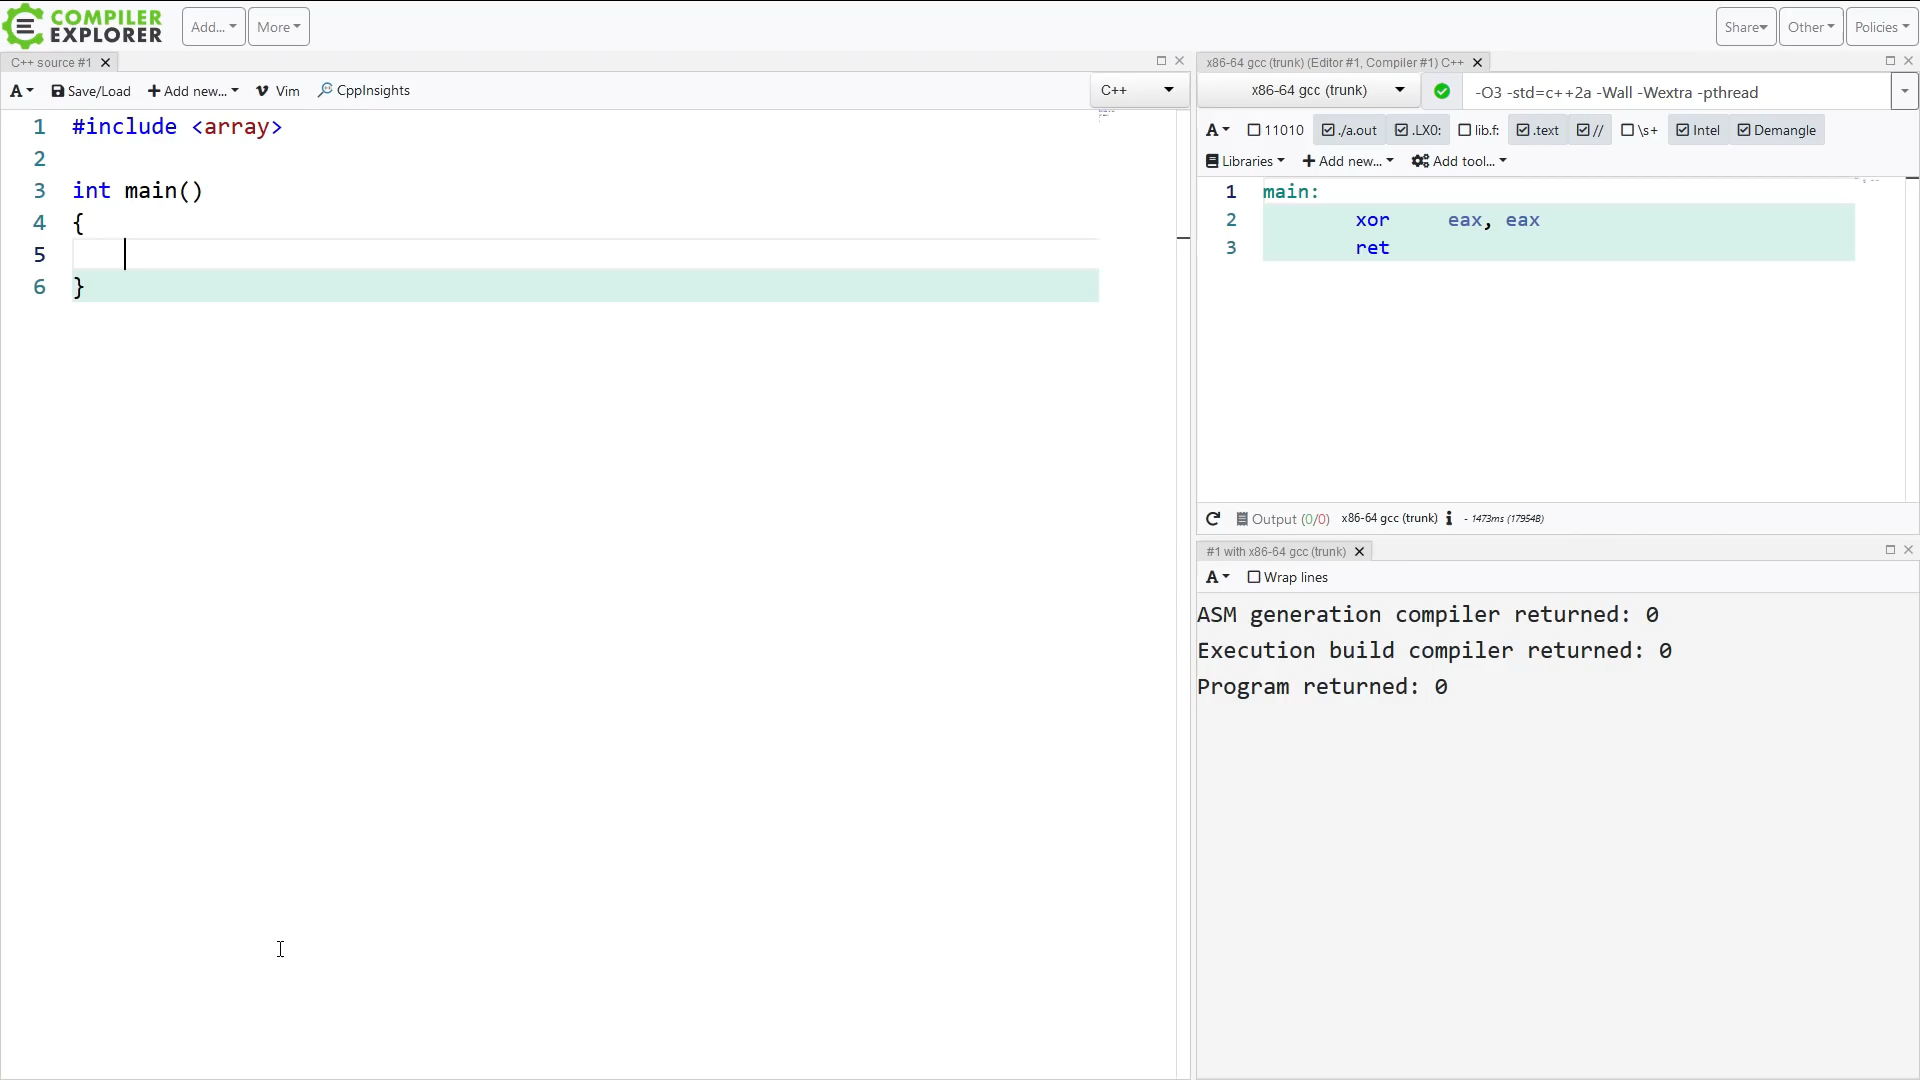 COMPILER
EXPLORER
Add...
More
Share
Other
Policies
C++ source #1
A
Save/Load
Add new...
Vim
CppInsights
C++
1 #include <array>
2
3 int main()
4 {
5
6 }
x86-64 gcc (trunk) (Editor #1, Compiler #1) C++
x86-64 gcc (trunk)
-O3 -std=c++2a -Wall -Wextra -pthread
A
11010
./a.out
.LX0:
lib.f:
.text
//
\s+
Intel
Demangle
Libraries
Add new...
Add tool...
1 main:
2 xor eax, eax
3 ret
Output (0/0) x86-64 gcc (trunk) i - 1473ms (17954B)
#1 with x86-64 gcc (trunk)
A
Wrap lines
ASM generation compiler returned: 0
Execution build compiler returned: 0
Program returned: 0